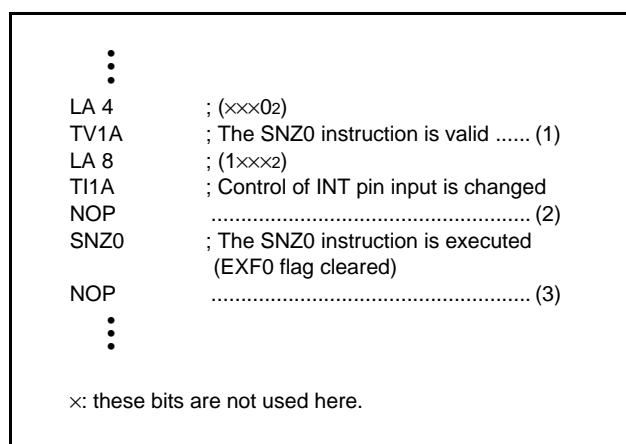 LA 4 ; (×××0₂)
TV1A ; The SNZ0 instruction is valid ...... (1)
LA 8 ; (1×××₂)
TI1A ; Control of INT pin input is changed
NOP ...................................................... (2)
SNZ0 ; The SNZ0 instruction is executed
(EXF0 flag cleared)
NOP ...................................................... (3)
×: these bits are not used here.